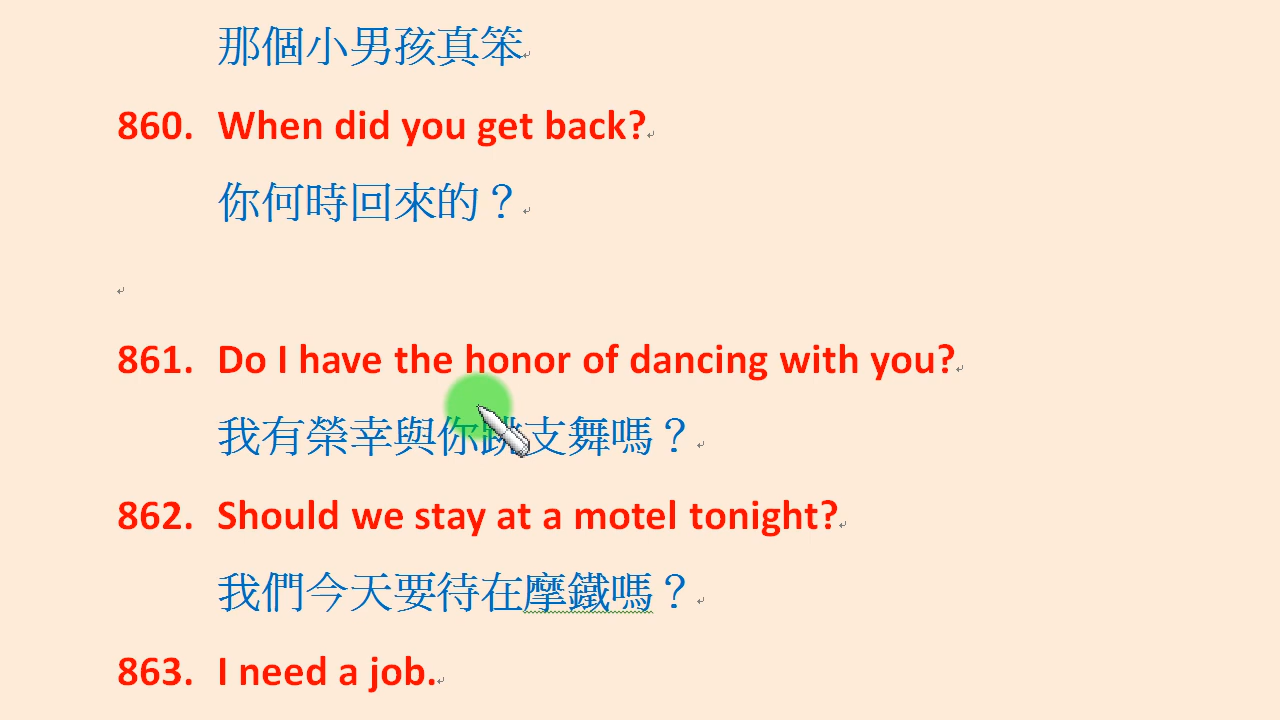 那個小男孩真笨
860. When did you get back?
你何時回來的？
861. Do I have the honor of dancing with you?
我有榮幸與你跳支舞嗎？
862. Should we stay at a motel tonight?
我們今天要待在摩鐵嗎？
863. I need a job.